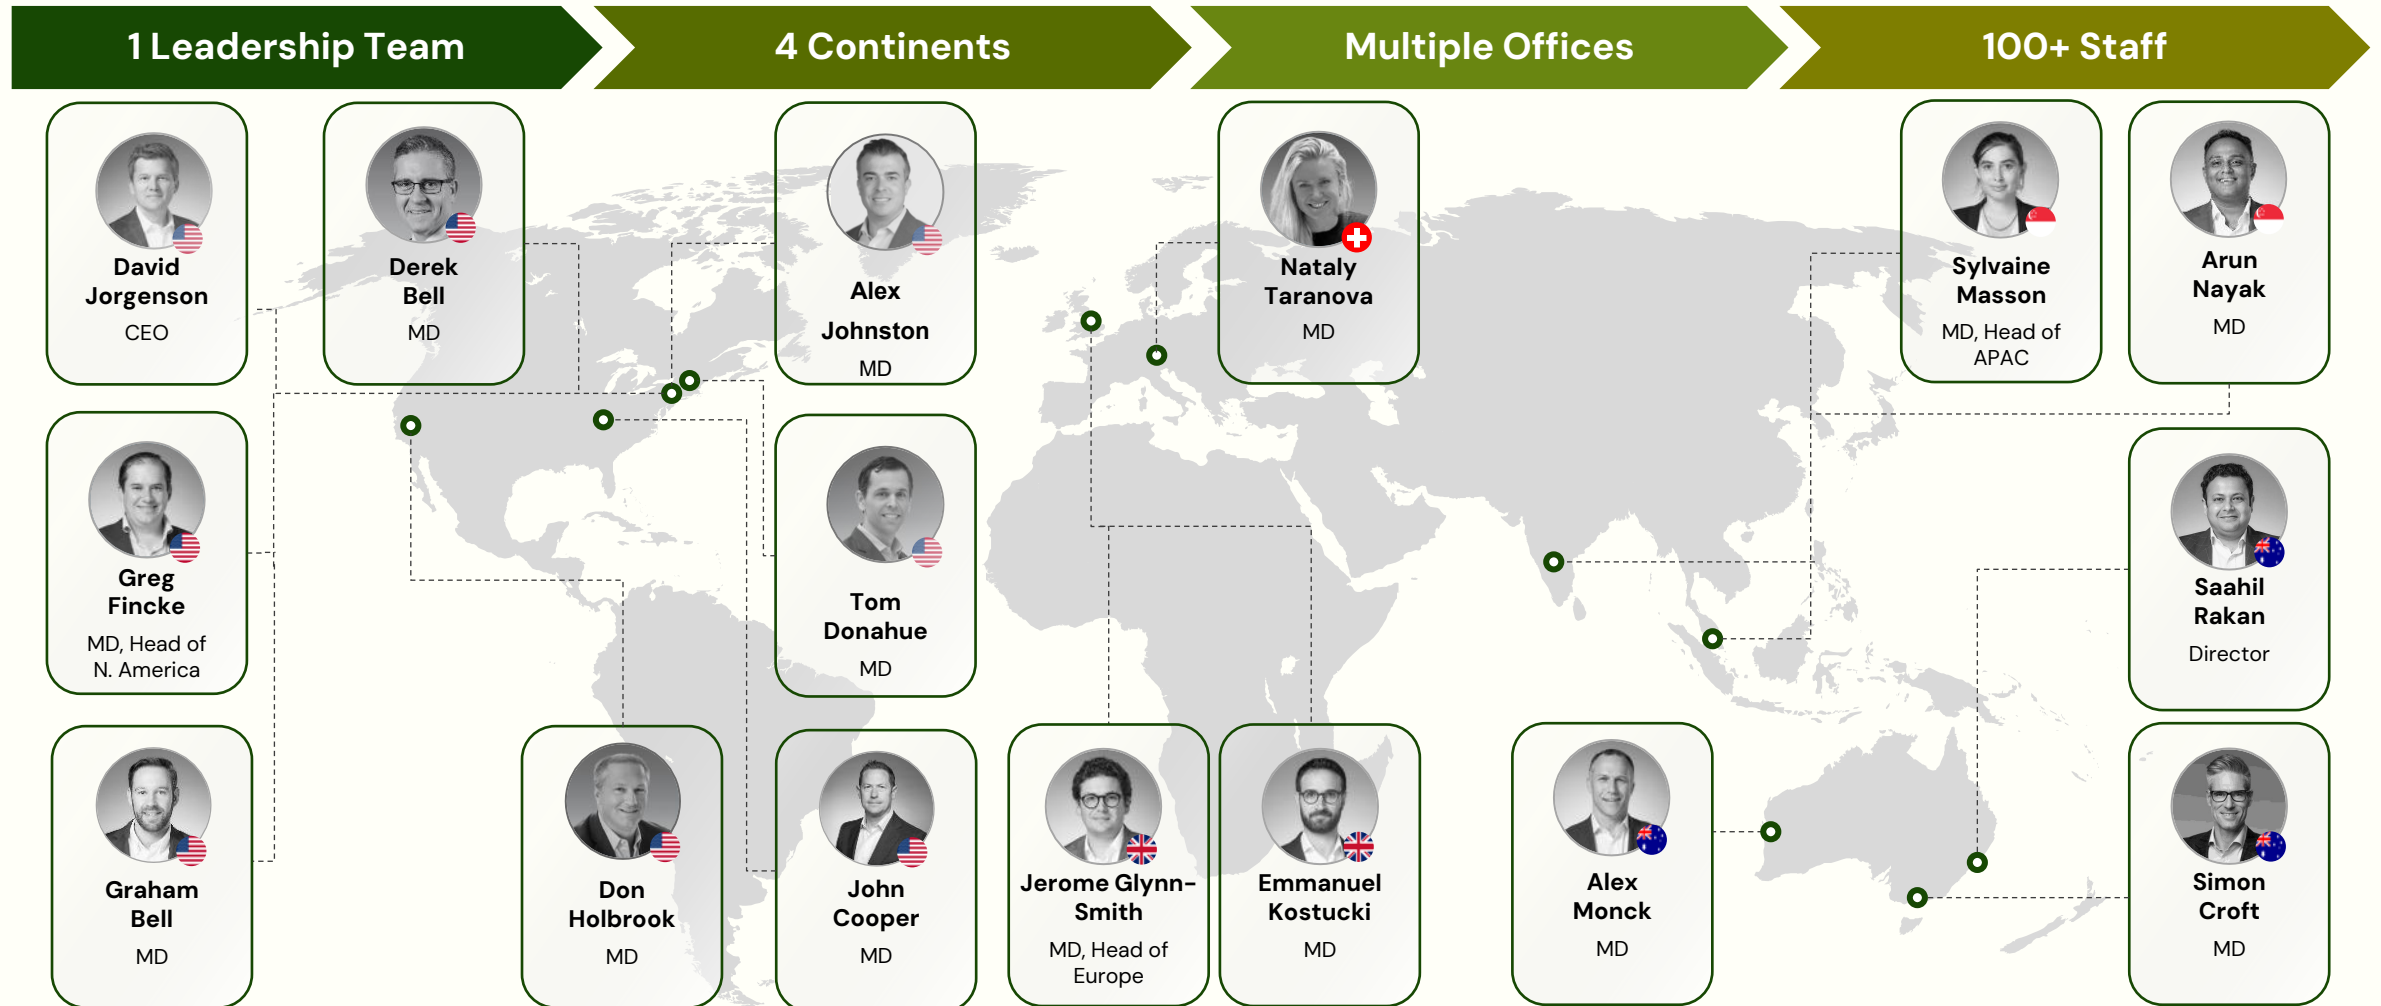 1 Leadership Team
4 Continents
Multiple Offices
100+ Staff
David
Jorgenson
CEO
Derek
Bell
MD
Alex
Johnston
MD
Nataly
Taranova
MD
Sylvaine
Masson
MD, Head of
APAC
Arun
Nayak
MD
Greg
Fincke
MD, Head of
N. America
Tom
Donahue
MD
Saahil
Rakan
Director
Graham
Bell
MD
Don
Holbrook
MD
John
Cooper
MD
Jerome Glynn-
Smith
MD, Head of
Europe
Emmanuel
Kostucki
MD
Alex
Monck
MD
Simon
Croft
MD